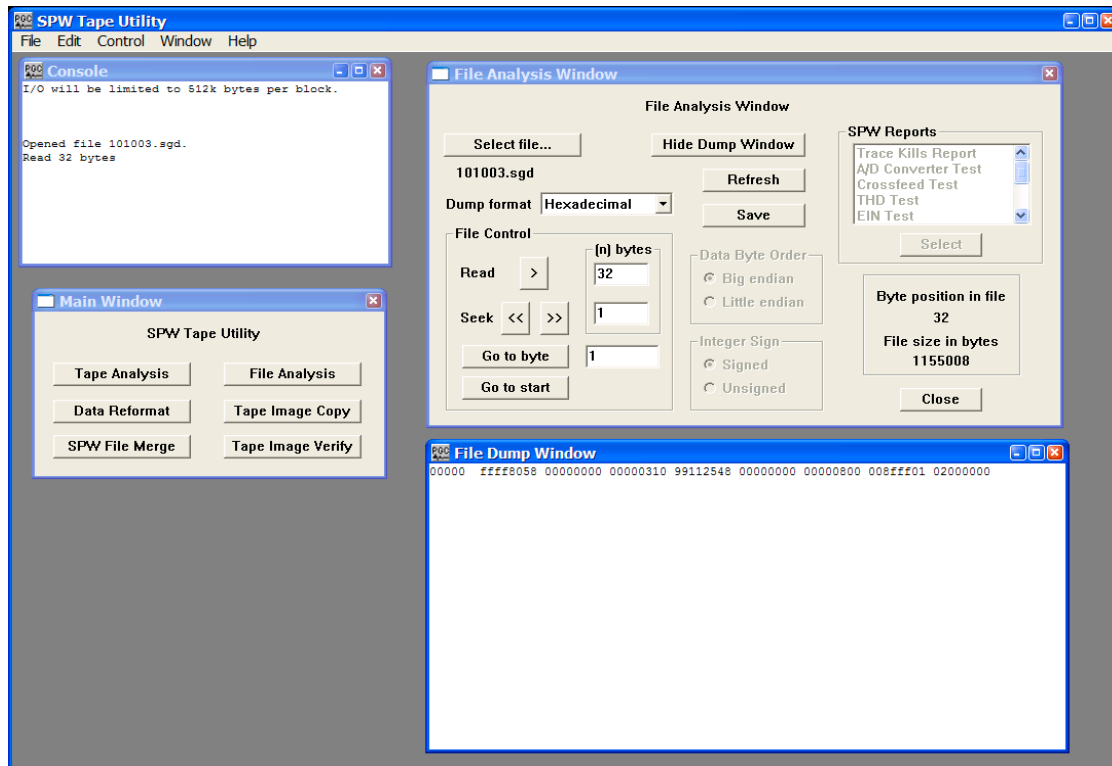 SPW Tape Utility
File Edit Control Window Help
Console
I/O will be limited to 512k bytes per block.
Opened file 101003.sgd.
Read 32 bytes
Main Window
SPW Tape Utility
Tape Analysis File Analysis
Data Reformat Tape Image Copy
SPW File Merge Tape Image Verify
File Analysis Window
File Analysis Window
Select file... Hide Dump Window
101003.sgd
Refresh
Dump format Hexadecimal
Save
File Control
(n) bytes
Read > 32
Seek << >> 1
Go to byte 1
Go to start
Data Byte Order
Big endian
Little endian
Integer Sign
Signed
Unsigned
SPW Reports
Trace Kills Report
A/D Converter Test
Crossfeed Test
THD Test
EIN Test
Select
Byte position in file
32
File size in bytes
1155008
Close
File Dump Window
00000 ffff8058 00000000 00000310 99112548 00000000 00000800 008fff01 02000000